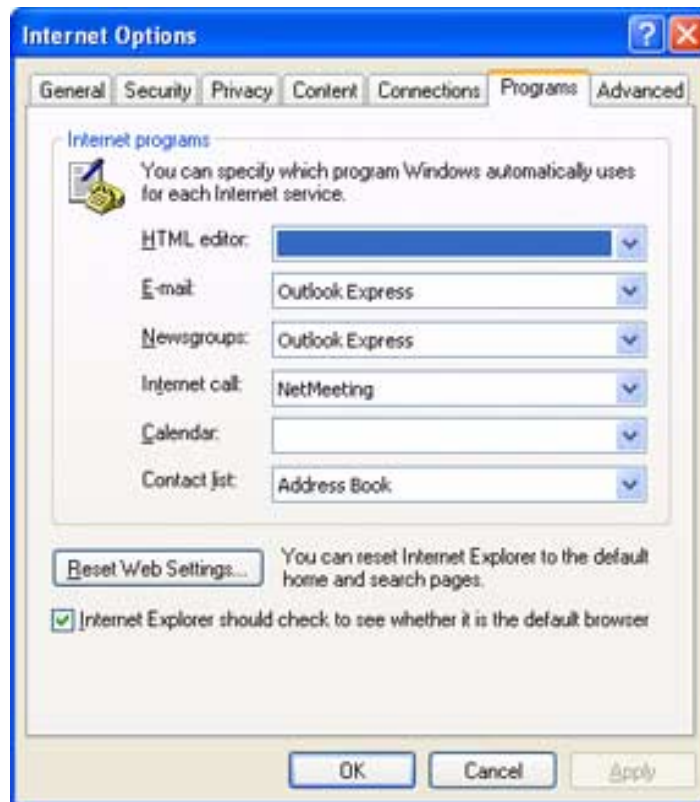 Internet Options
General Security Privacy Content Connections Programs Advanced
Internet programs
You can specify which program Windows automatically uses
for each Internet service.
HTML editor:
E-mail: Outlook Express
Newsgroups: Outlook Express
Internet call: NetMeeting
Calendar:
Contact list: Address Book
Reset Web Settings... You can reset Internet Explorer to the default
home and search pages.
Internet Explorer should check to see whether it is the default browser
OK Cancel Apply